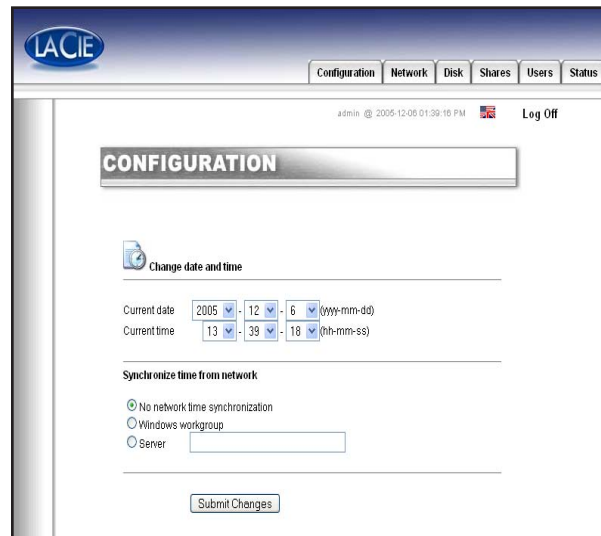 LACIE
Configuration Network Disk Shares Users Status
admin @ 2005-12-06 01:39:16 PM Log Off
CONFIGURATION
Change date and time
Current date 2005 - 12 - 6 (yyy-mm-dd)
Current time 13 - 39 - 18 (hh-mm-ss)
Synchronize time from network
No network time synchronization
Windows workgroup
Server
Submit Changes